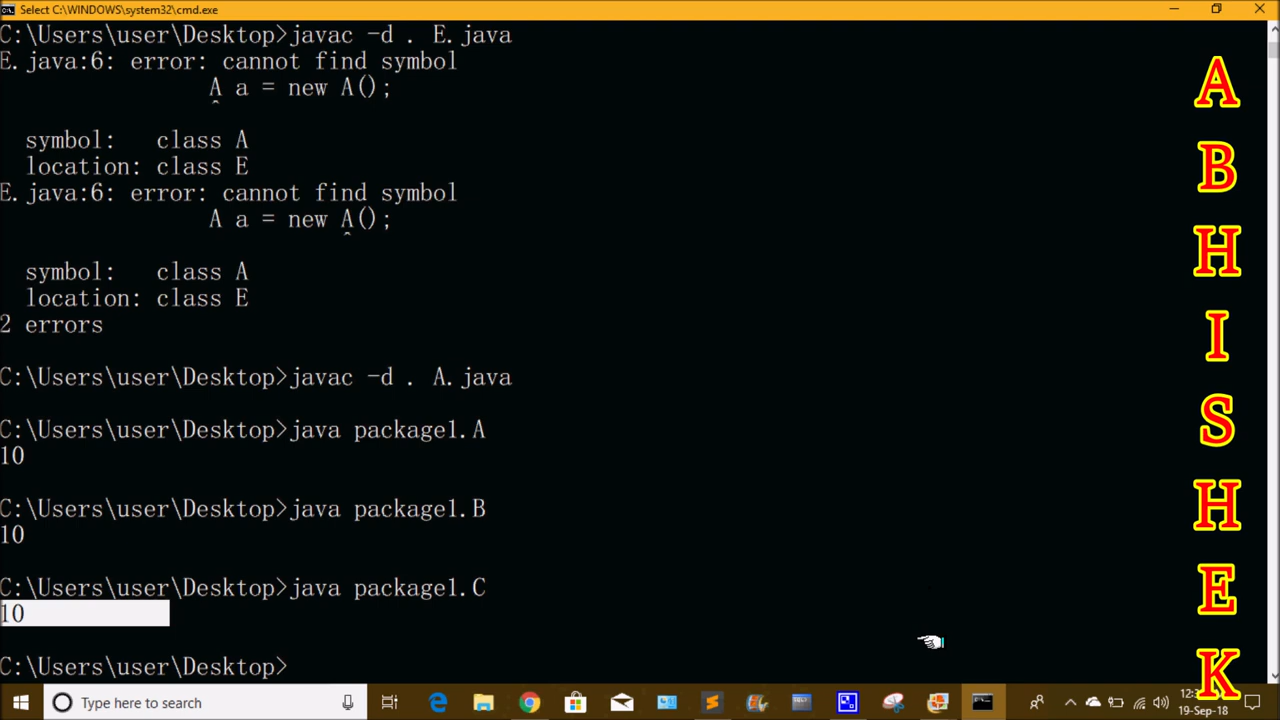 Select C:\WINDOWS\system32\cmd.exe
C:\Users\user\Desktop>javac -d . E.java
E.java:6: error: cannot find symbol
A a = new A();
^
symbol:   class A
location: class E
E.java:6: error: cannot find symbol
A a = new A();
^
symbol:   class A
location: class E
2 errors
C:\Users\user\Desktop>javac -d . A.java
C:\Users\user\Desktop>java package1.A
10
C:\Users\user\Desktop>java package1.B
10
C:\Users\user\Desktop>java package1.C
10
C:\Users\user\Desktop>
A
B
H
I
S
H
E
K
Type here to search
19-Sep-18